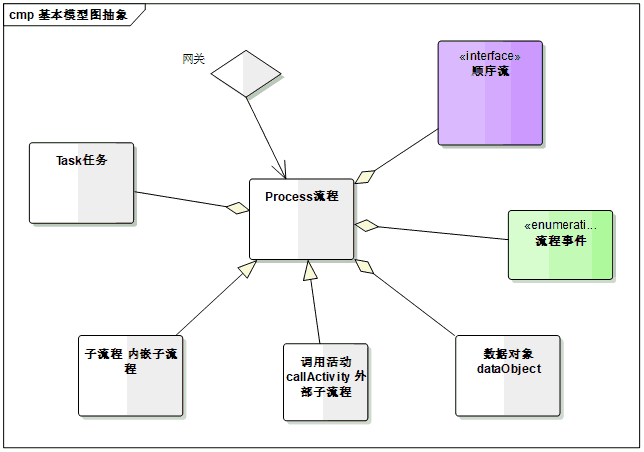 cmp 基本模型图抽象
网关
«interface»
顺序流
Task任务
Process流程
«enumerati...
流程事件
子流程 内嵌子流
程
调用活动
callActivity 外
部子流程
数据对象
dataObject